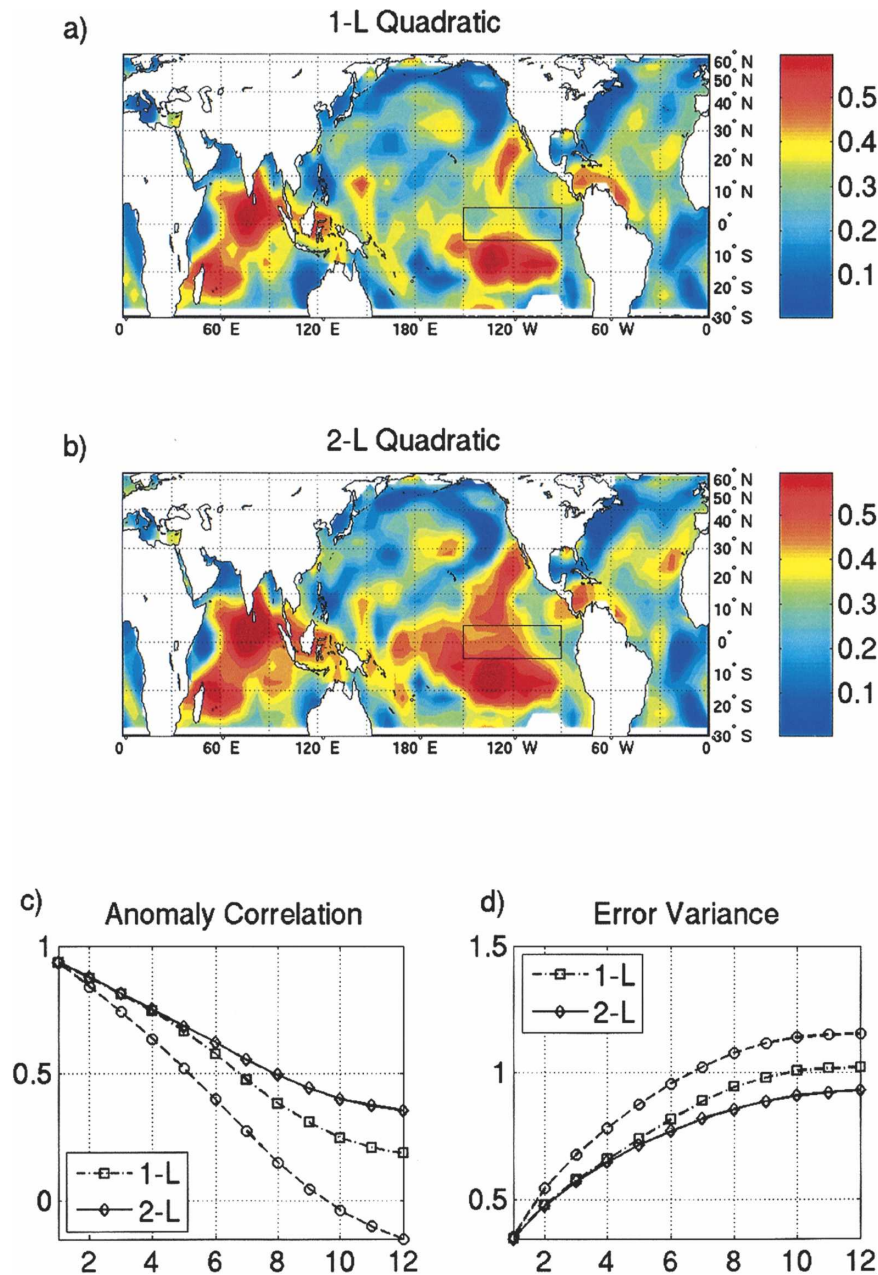 a)
1-L Quadratic
60° N
50° N
40° N
30° N
20° N
10° N
0°
10° S
20° S
30° S
0 60° E 120° E 180° E 120° W 60° W 0
0.5
0.4
0.3
0.2
0.1
b)
2-L Quadratic
60° N
50° N
40° N
30° N
20° N
10° N
0°
10° S
20° S
30° S
0 60° E 120° E 180° E 120° W 60° W 0
0.5
0.4
0.3
0.2
0.1
c)
Anomaly Correlation
1
0.5
0
1-L
2-L
2 4 6 8 10 12
d)
Error Variance
1.5
1
0.5
1-L
2-L
2 4 6 8 10 12